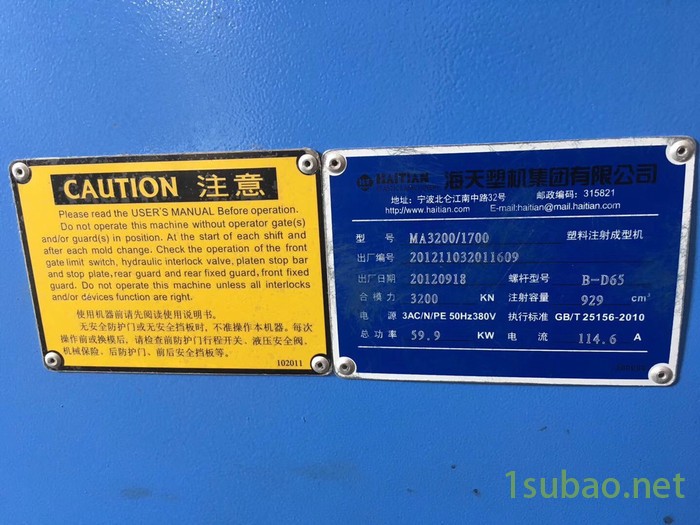 CAUTION 注意
Please read the USER'S MANUAL Before operation.
Do not operate this machine without operator gate(s)
and/or guard(s) in position. At the start of each shift and
after each mold change. Check the operation of the front
gate limit switch, hydraulic interlock valve, platen stop bar
and stop plate, rear guard and rear fixed guard, front fixed
guard. Do not operate this machine unless all interlocks
and/or devices function are right.
使用机器前请先阅读使用说明书。
无安全防护门或无安全挡板时，不准操作本机器。每次
操作前或换模后，请检查前防护门行程开关、液压安全阀、
机械保险、后防护门、前后安全挡板等。
102011
HAITIAN 海天塑机集团有限公司
地址: 宁波北仑江南中路32号 邮政编码: 315821
http://www.haitian.com E-mail:haitian@mail.haitian.com
型号 MA3200/1700 塑料注射成型机
出厂编号 201211032011609
出厂日期 20120918 螺杆型号 B-D65
合模力 3200 KN 注射容量 929 cm³
电源 3AC/N/PE 50Hz380V 执行标准 GB/T 25156-2010
总功率 59.9 KW 电流 114.6 A
1subao.net